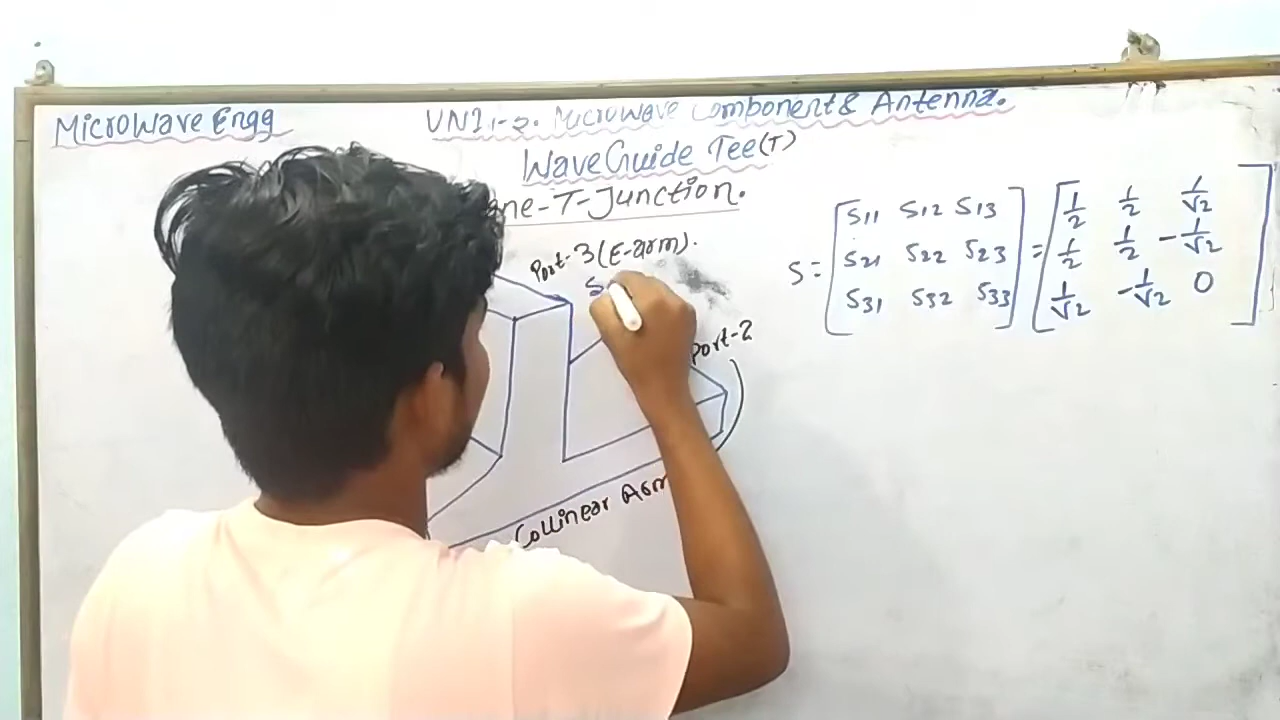 Microwave Engg
UNIT-2. Microwave Component & Antenna.
WaveGuide Tee(T)
ne-T-Junction.
Port-3 (E-arm).
S
Port-2
Collinear Arm
S = [S11 S12 S13] = [1/2 1/2 1/√2]
[S21 S22 S23] [1/2 1/2 -1/√2]
[S31 S32 S33] [1/√2 -1/√2 0]